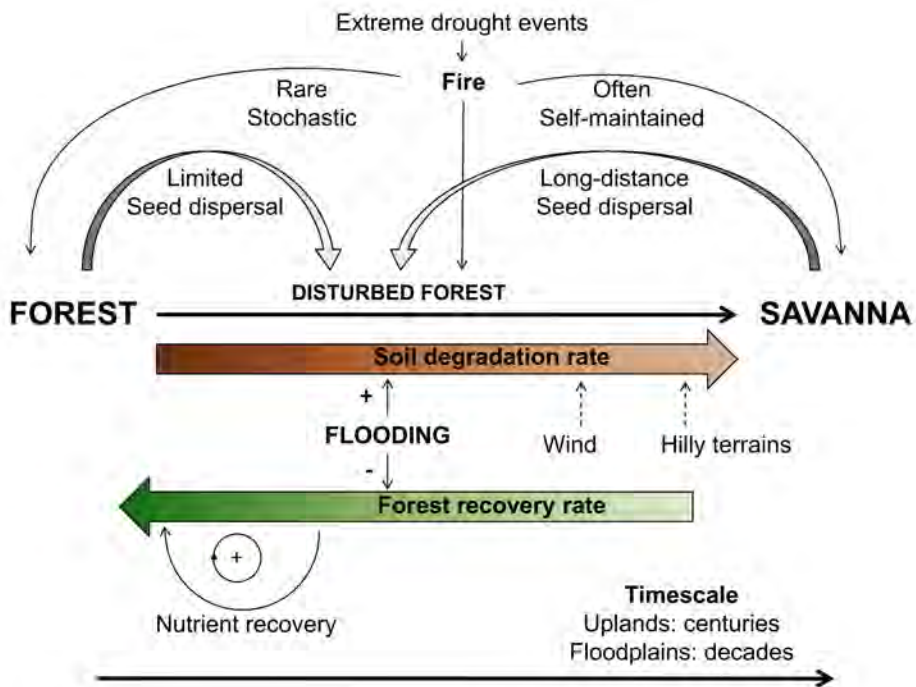 Extreme drought events
Fire
Rare
Stochastic
Often
Self-maintained
Limited
Seed dispersal
Long-distance
Seed dispersal
DISTURBED FOREST
FOREST
SAVANNA
Soil degradation rate
+
FLOODING
-
Wind
Hilly terrains
Forest recovery rate
+
Nutrient recovery
Timescale
Uplands: centuries
Floodplains: decades